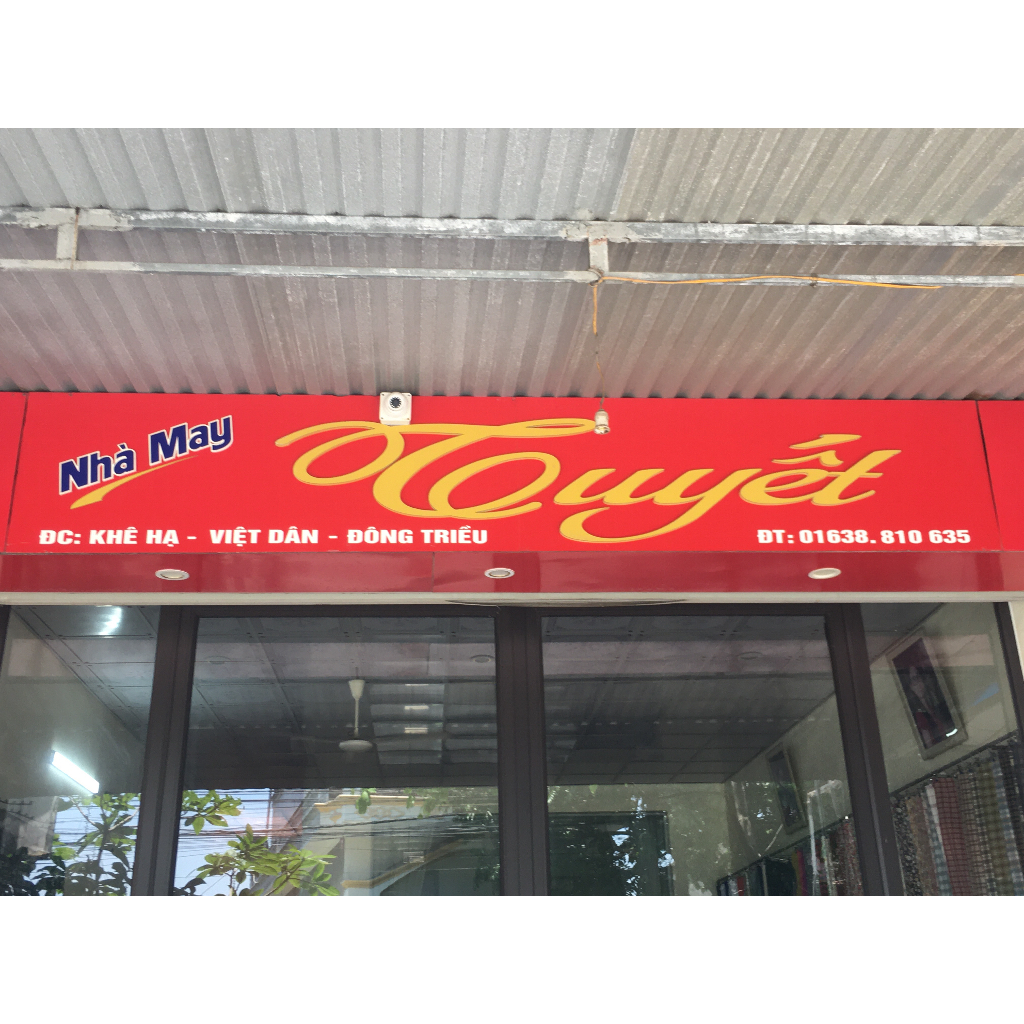 Nhà May
Tuyết
ĐC: KHÊ HẠ - VIỆT DÂN - ĐÔNG TRIỀU
ĐT: 01638. 810 635